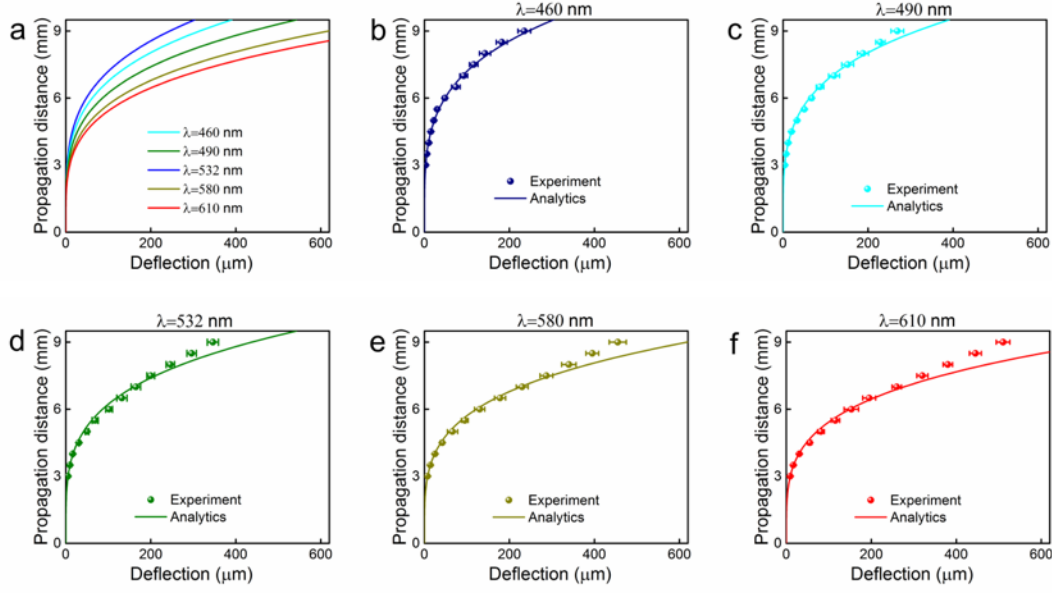 a
Propagation distance (mm)
9
6
3
0
λ=460 nm
λ=490 nm
λ=532 nm
λ=580 nm
λ=610 nm
0 200 400 600
Deflection (μm)
b
λ=460 nm
Propagation distance (mm)
9
6
3
0
Experiment
Analytics
0 200 400 600
Deflection (μm)
c
λ=490 nm
Propagation distance (mm)
9
6
3
0
Experiment
Analytics
0 200 400 600
Deflection (μm)
d
λ=532 nm
Propagation distance (mm)
9
6
3
0
Experiment
Analytics
0 200 400 600
Deflection (μm)
e
λ=580 nm
Propagation distance (mm)
9
6
3
0
Experiment
Analytics
0 200 400 600
Deflection (μm)
f
λ=610 nm
Propagation distance (mm)
9
6
3
0
Experiment
Analytics
0 200 400 600
Deflection (μm)